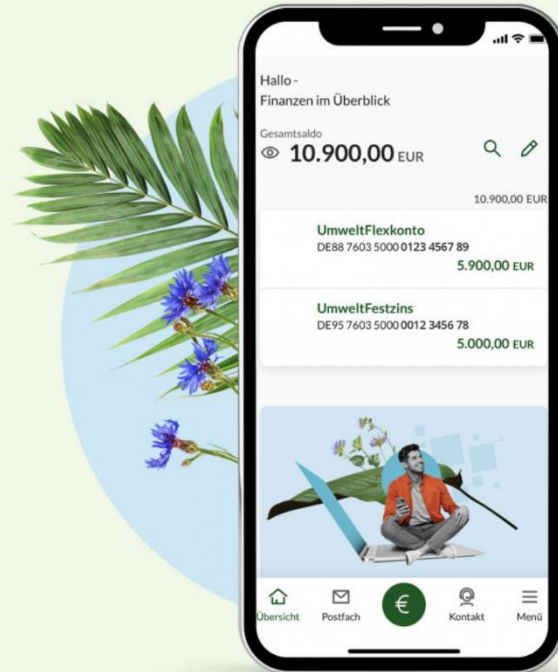 Hallo -
Finanzen im Überblick
Gesamtsaldo
10.900,00 EUR
10.900,00 EUR
UmweltFlexkonto
DE88 7603 5000 0123 4567 89
5.900,00 EUR
UmweltFestzins
DE95 7603 5000 0012 3456 78
5.000,00 EUR
Übersicht
Postfach
€
Kontakt
Menü